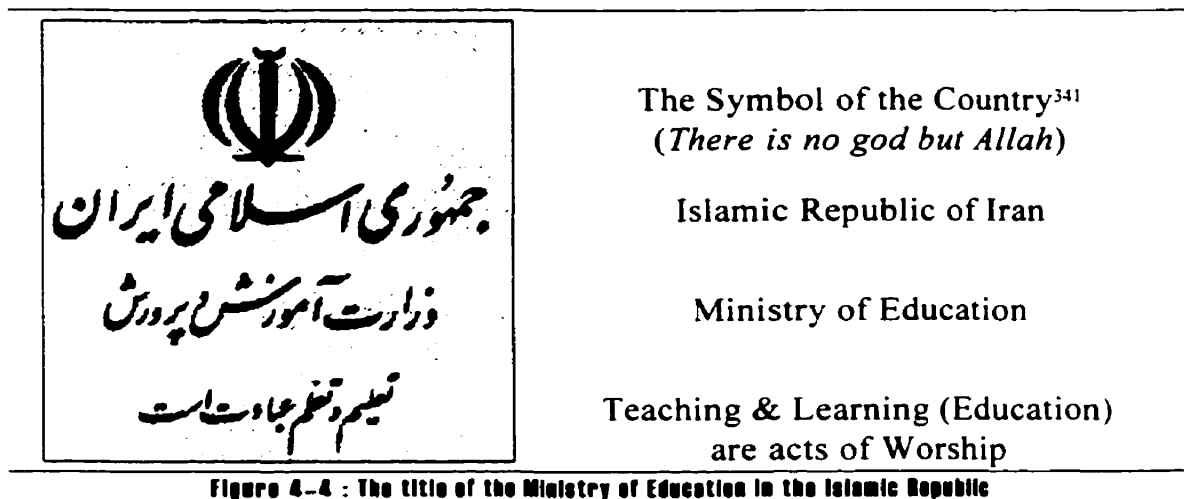 جمهوری اسلامی ایران
وزارت آموزش و پرورش
تعلیم و تعلم عبادت است
The Symbol of the Country³⁴¹
(There is no god but Allah)
Islamic Republic of Iran
Ministry of Education
Teaching & Learning (Education)
are acts of Worship
Figure 4-4 : The title of the Ministry of Education in the Islamic Republic